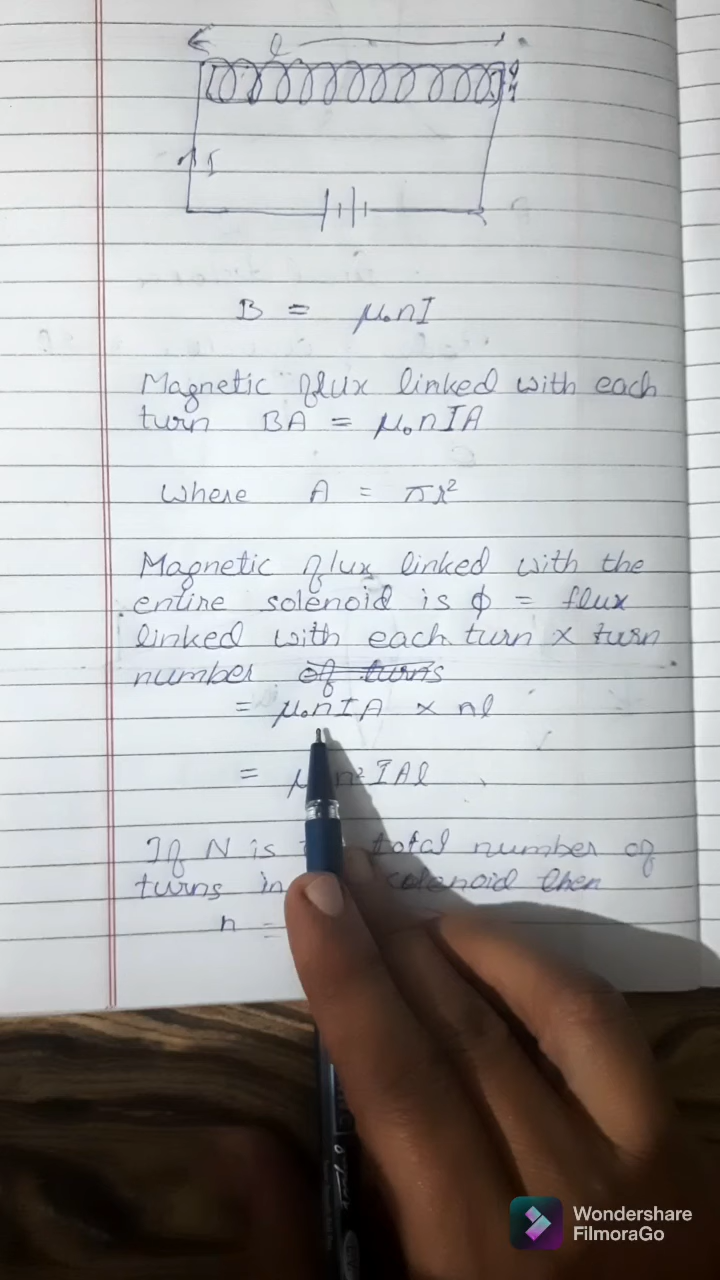 l
I
B = μ₀nI
Magnetic flux linked with each
turn BA = μ₀nIA
Where A = πr²
Magnetic flux linked with the
entire solenoid is ϕ = flux
linked with each turn x turn
number of turns
= μ₀nIA x nl
= μ n² IAl
If N is total number of
turns in solenoid then
n =
Wondershare
FilmoraGo